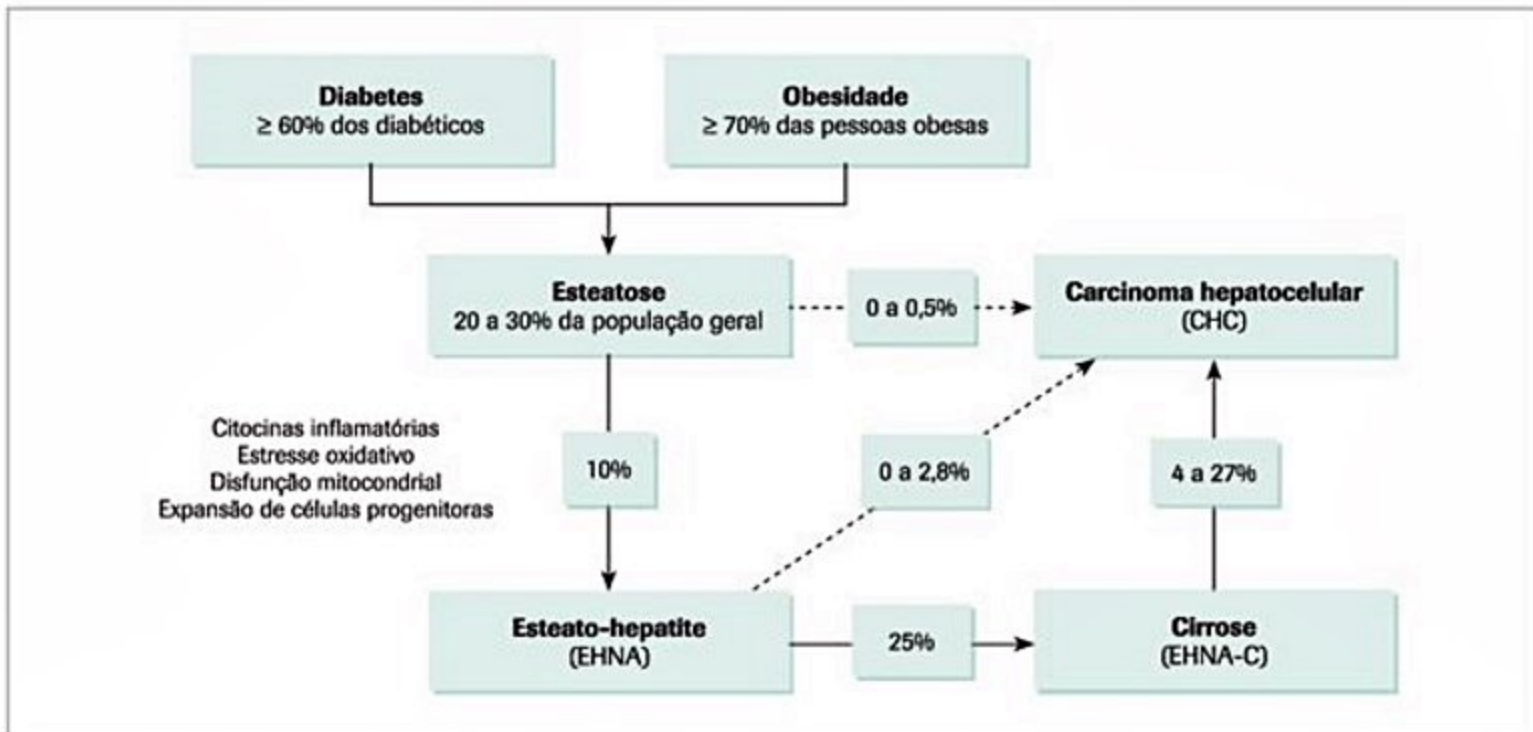 Diabetes
≥ 60% dos diabéticos
Obesidade
≥ 70% das pessoas obesas
Esteatose
20 a 30% da população geral
0 a 0,5%
Carcinoma hepatocelular
(CHC)
Citocinas inflamatórias
Estresse oxidativo
Disfunção mitocondrial
Expansão de células progenitoras
10%
0 a 2,8%
4 a 27%
Esteato-hepatite
(EHNA)
25%
Cirrose
(EHNA-C)